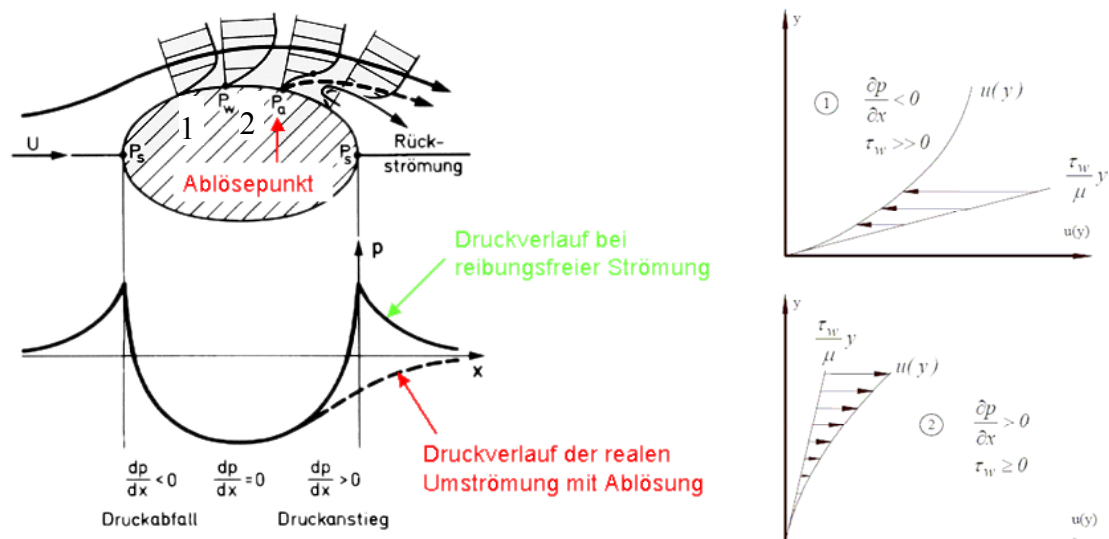 1
2
P_w
P_a
U
P_s
P_s
Rück-
strömung
Ablösepunkt
p
Druckverlauf bei
reibungsfreier Strömung
x
Druckverlauf der realen
Umströmung mit Ablösung
dp/dx < 0
dp/dx = 0
dp/dx > 0
Druckabfall
Druckanstieg
y
① ∂p/∂x < 0
τ_w >> 0
u(y)
τ_w/μ y
u(y)
y
τ_w/μ y
u(y)
② ∂p/∂x > 0
τ_w ≥ 0
u(y)